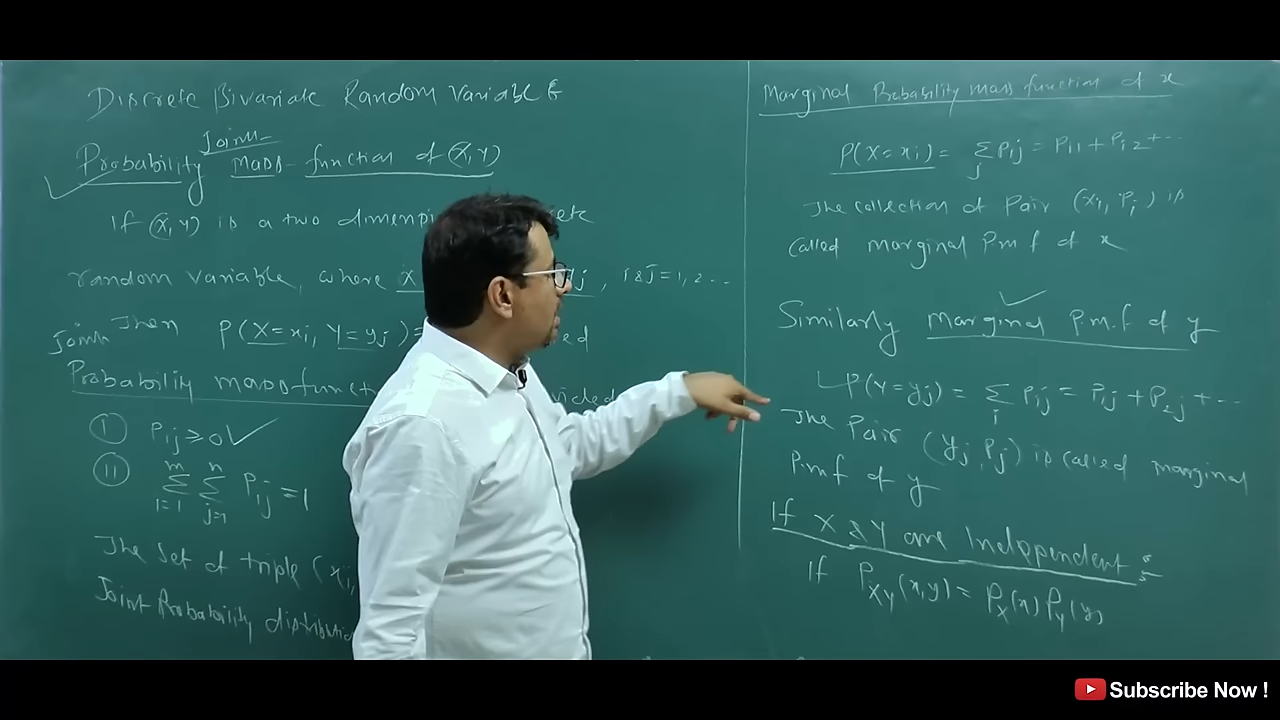 Discrete Bivariate Random Variable
Joint
Probability Mass-function of (X,Y)
If (X,Y) is a two
random variable, where X yj, i & j = 1, 2 ...
Joint Then P(X=xi, Y=yj) =
Probability mass funct
I Pij ≥ 0 ✓
II m∑i=1 n∑j=1 Pij = 1
The set of triple (xi,
Joint Probability distribution
Marginal Probability mass function of x
P(X=xi) = ∑j Pij = Pi1 + Pi2 + ...
The collection of Pair (xi, Pi) is
called marginal P.m.f of x
Similarly Marginal P.m.f of y
P(Y=yj) = ∑i Pij = P1j + P2j + ...
The Pair (yj, Pj) is called marginal
P.m.f of y
If X & Y are Independent :
If PXY(x,y) = PX(x) PY(y)
Subscribe Now !